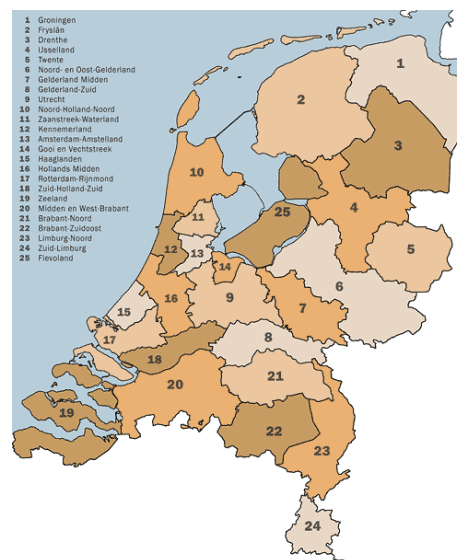 1 Groningen
2 Fryslân
3 Drenthe
4 IJsselland
5 Twente
6 Noord- en Oost-Gelderland
7 Gelderland Midden
8 Gelderland-Zuid
9 Utrecht
10 Noord-Holland-Noord
11 Zaanstreek-Waterland
12 Kennemerland
13 Amsterdam-Amstelland
14 Gooi en Vechtstreek
15 Haaglanden
16 Hollands Midden
17 Rotterdam-Rijnmond
18 Zuid-Holland-Zuid
19 Zeeland
20 Midden en West-Brabant
21 Brabant-Noord
22 Brabant-Zuidoost
23 Limburg-Noord
24 Zuid-Limburg
25 Flevoland
1
2
3
10
25
4
11
5
12
13
14
6
9
16
7
15
17
8
18
21
20
19
22
23
24